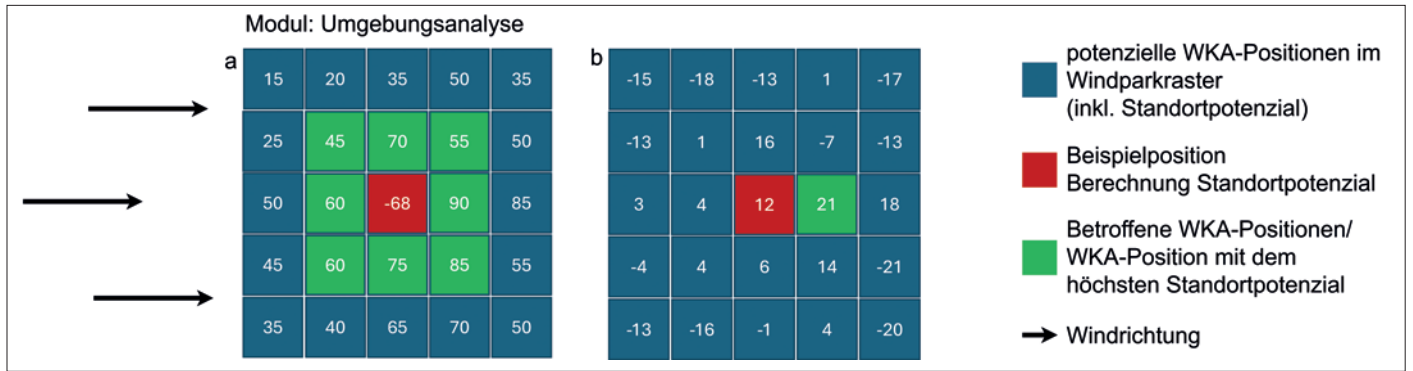 Modul: Umgebungsanalyse
a
15 20 35 50 35
25 45 70 55 50
50 60 -68 90 85
45 60 75 85 55
35 40 65 70 50
b
-15 -18 -13 1 -17
-13 1 16 -7 -13
3 4 12 21 18
-4 4 6 14 -21
-13 -16 -1 4 -20
potenzielle WKA-Positionen im
Windparkraster
(inkl. Standortpotenzial)
Beispielposition
Berechnung Standortpotenzial
Betroffene WKA-Positionen/
WKA-Position mit dem
höchsten Standortpotenzial
Windrichtung